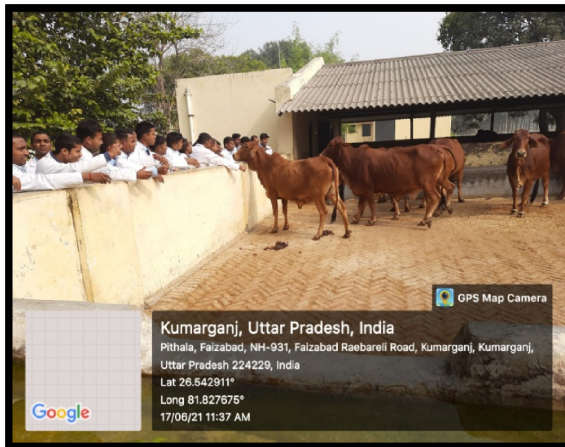 GPS Map Camera
Kumarganj, Uttar Pradesh, India
Pithala, Faizabad, NH-931, Faizabad Raebareli Road, Kumarganj, Kumarganj,
Uttar Pradesh 224229, India
Lat 26.542911°
Long 81.827675°
17/06/21 11:37 AM
Google